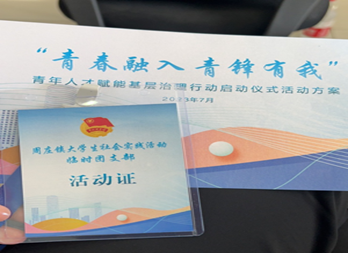 “青春融入 青锋有我”
青年人才赋能基层治理行动启动仪式活动方案
2023年7月
周庄镇大学生社会实践活动
临时团支部
活动证